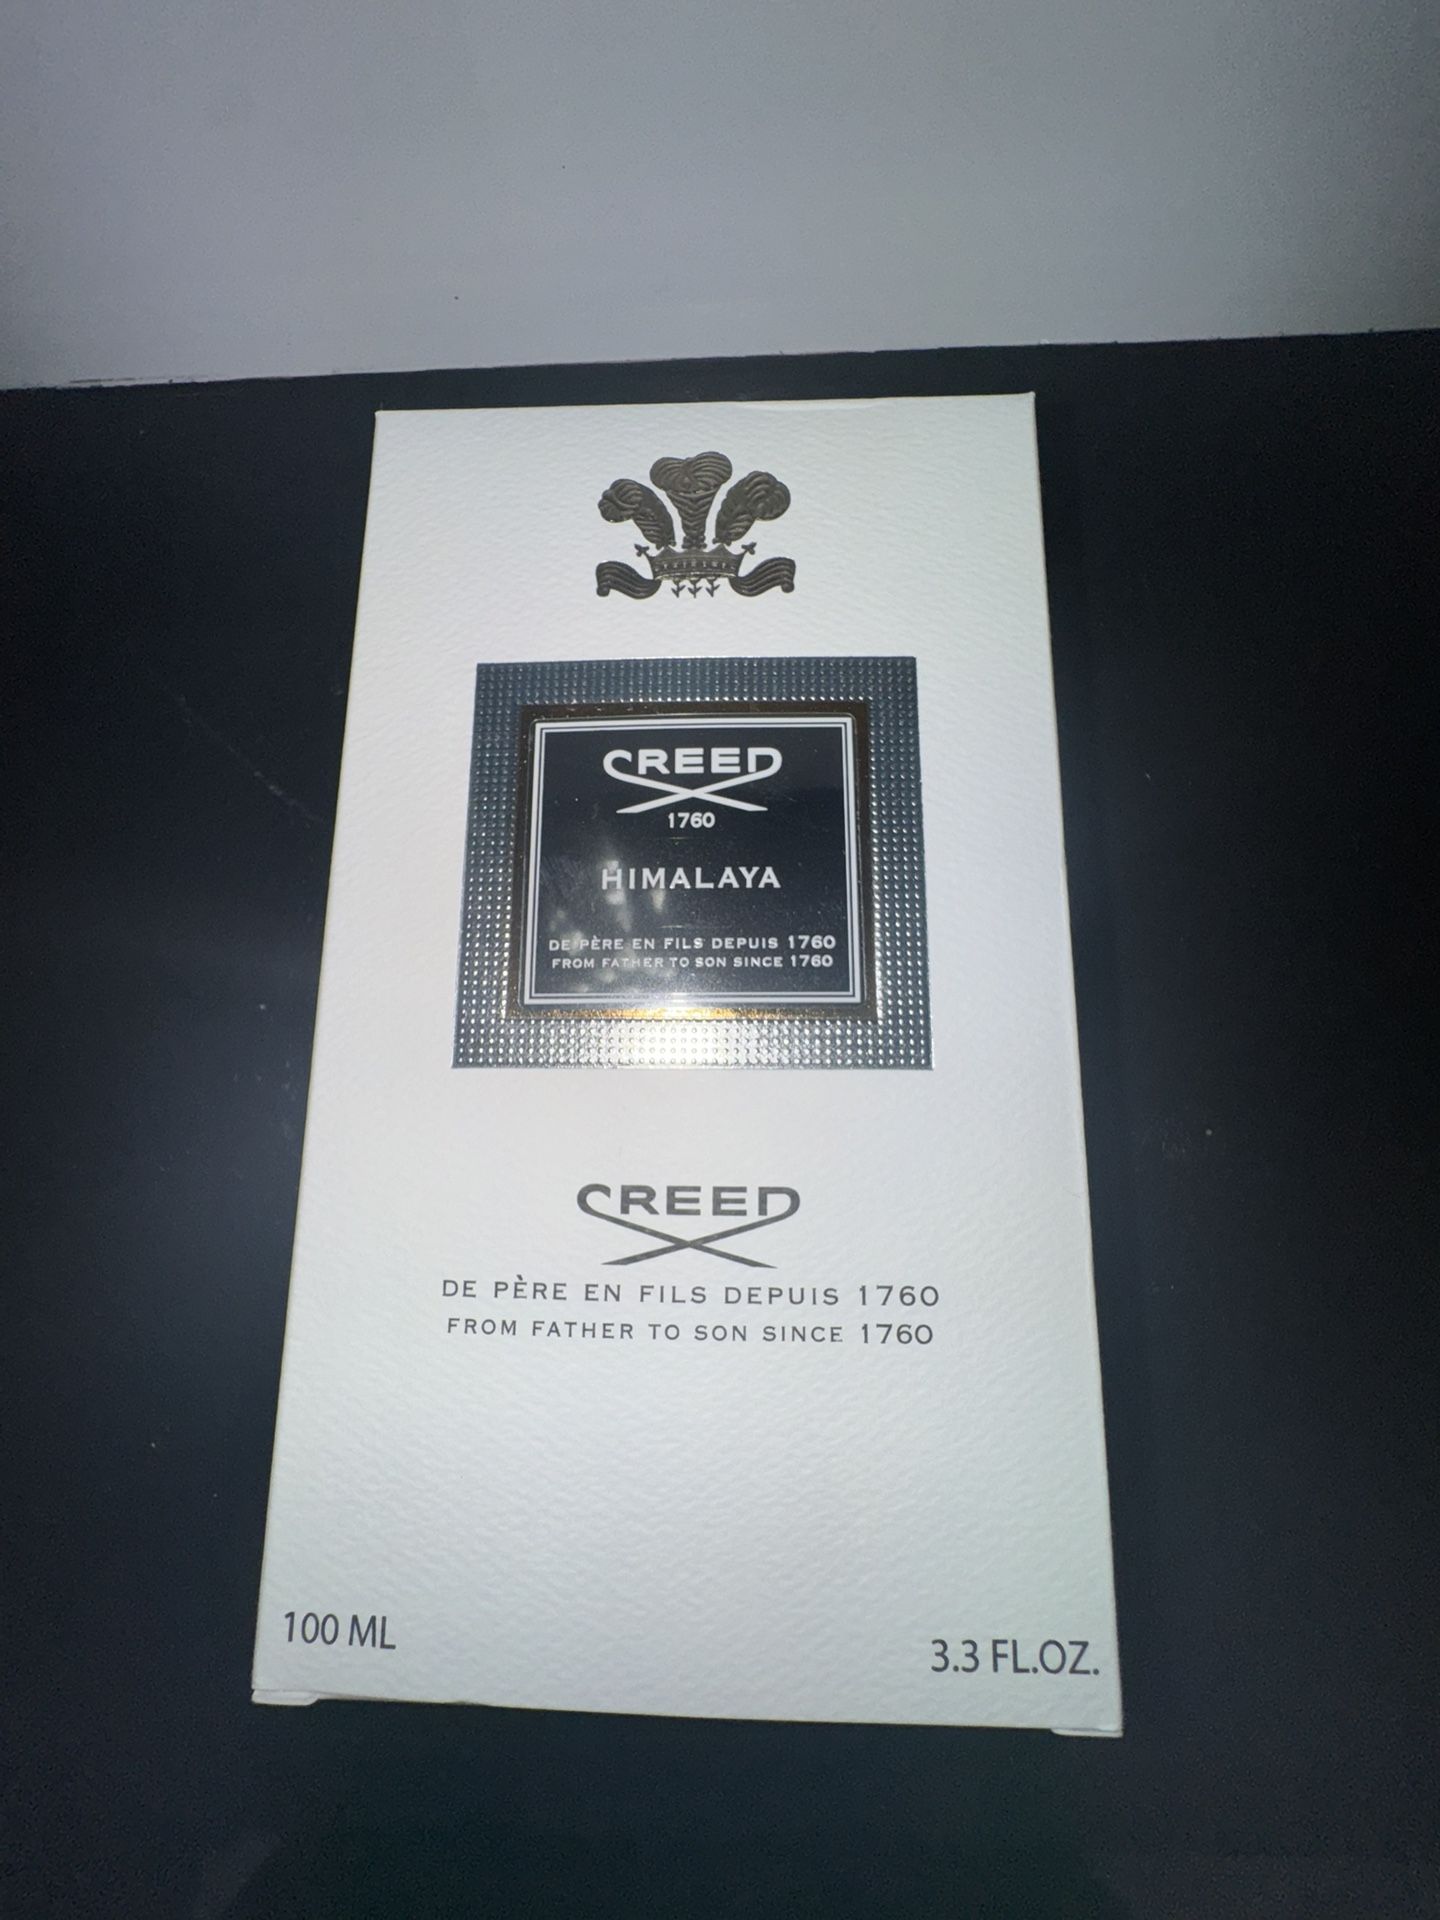 CREED
1760
HIMALAYA
DE PÈRE EN FILS DEPUIS 1760
FROM FATHER TO SON SINCE 1760
CREED
DE PÈRE EN FILS DEPUIS 1760
FROM FATHER TO SON SINCE 1760
100 ML
3.3 FL.OZ.